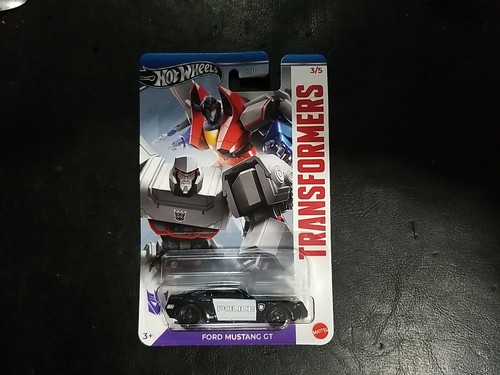 HOT WHEELS
3/5
TRANSFORMERS
POLICE
3+
FORD MUSTANG GT
MATTEL